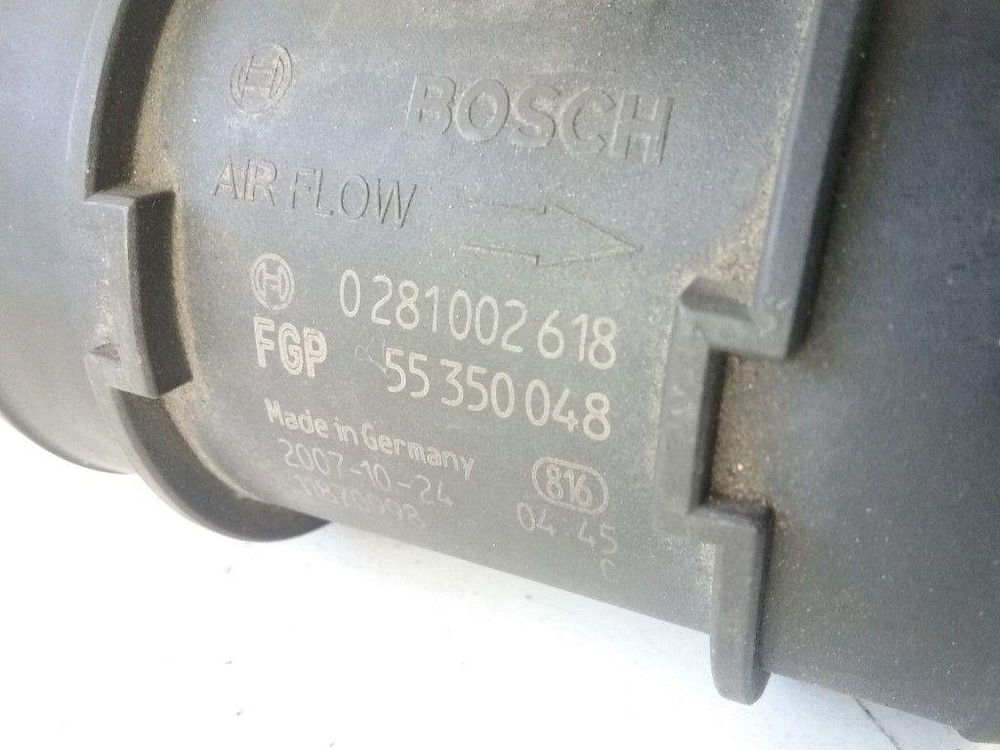 BOSCH
AIR FLOW
0 281 002 618
FGP 55 350 048
Made in Germany
2007-10-24
816
04:45